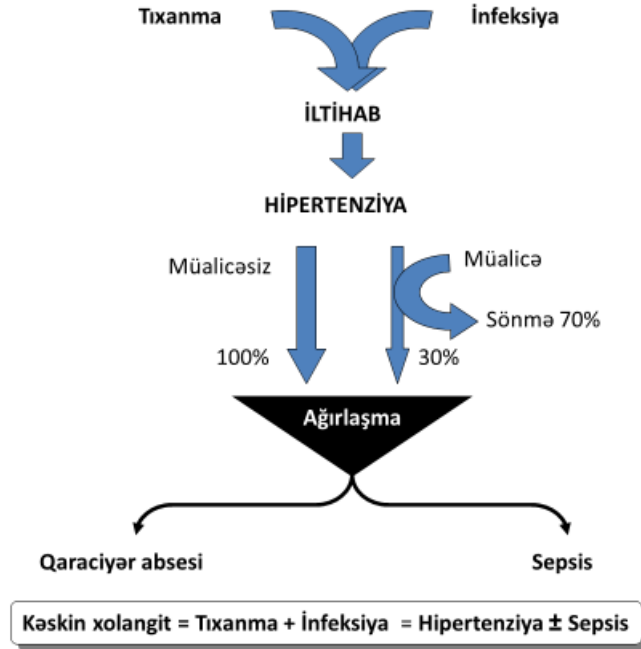 Tıxanma
İnfeksiya
İLTİHAB
HİPERTENZİYA
Müalicəsiz
Müalicə
Sönmə 70%
100%
30%
Ağırlaşma
Qaraciyər absesi
Sepsis
Kəskin xolangit = Tıxanma + İnfeksiya = Hipertenziya ± Sepsis